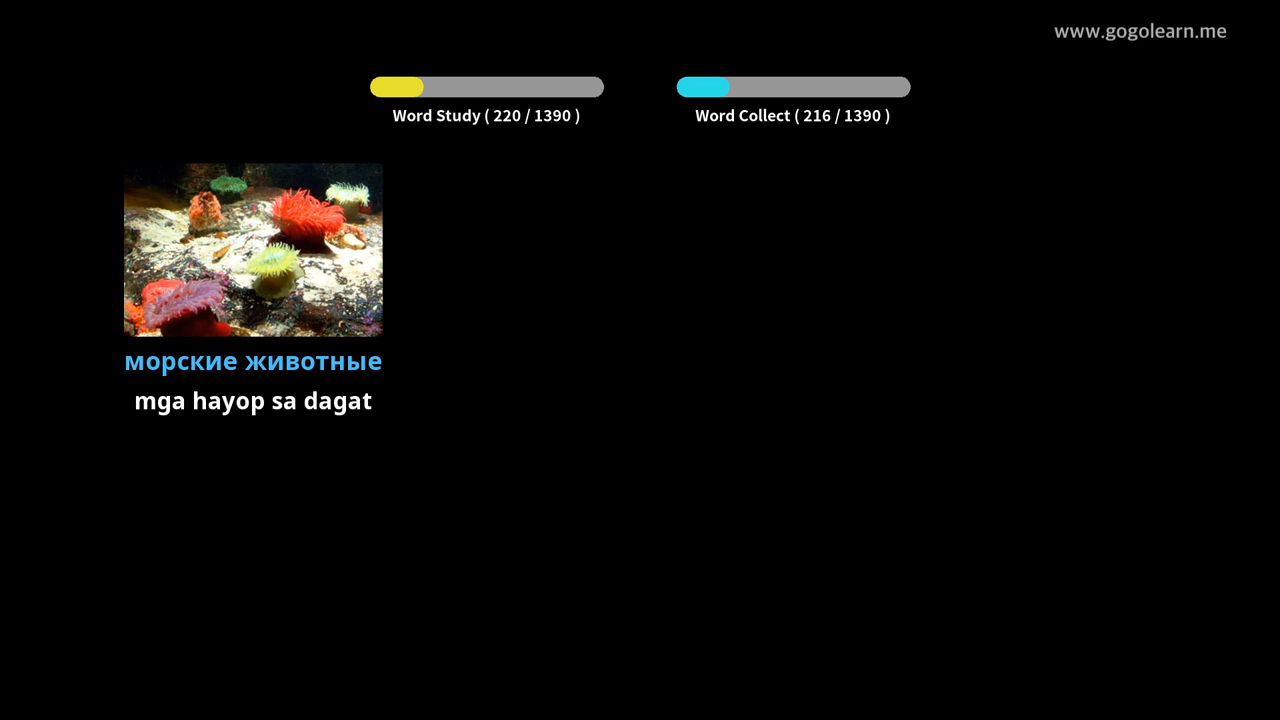 www.gogolearn.me
Word Study ( 220 / 1390 )
Word Collect ( 216 / 1390 )
морские животные
mga hayop sa dagat